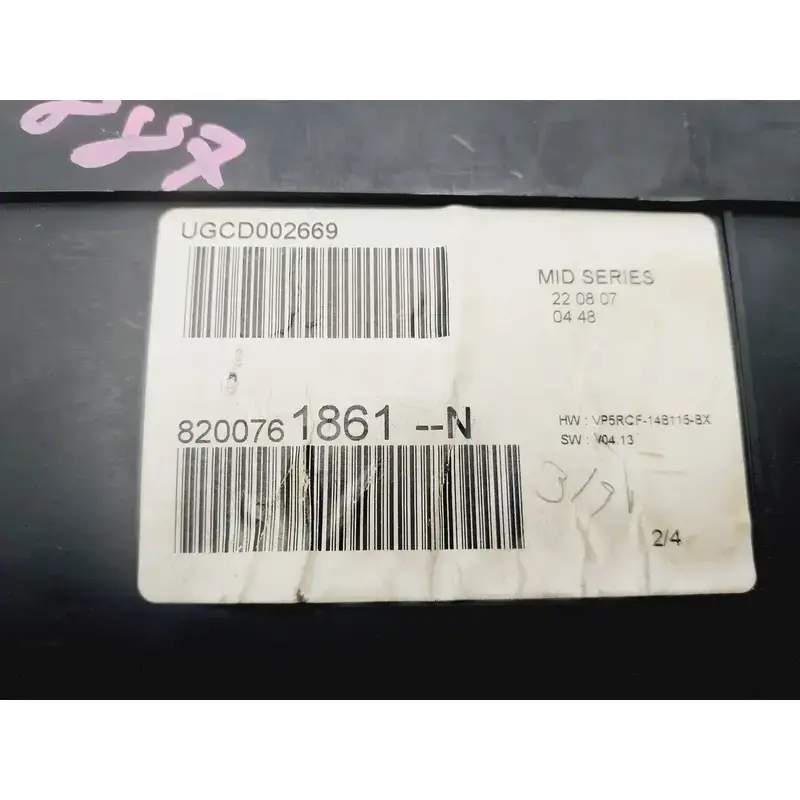 UGCD002669
MID SERIES
22 08 07
04 48
8200761861 --N
HW : VP5RCF-14B115-BX
SW : V04.13
2/4